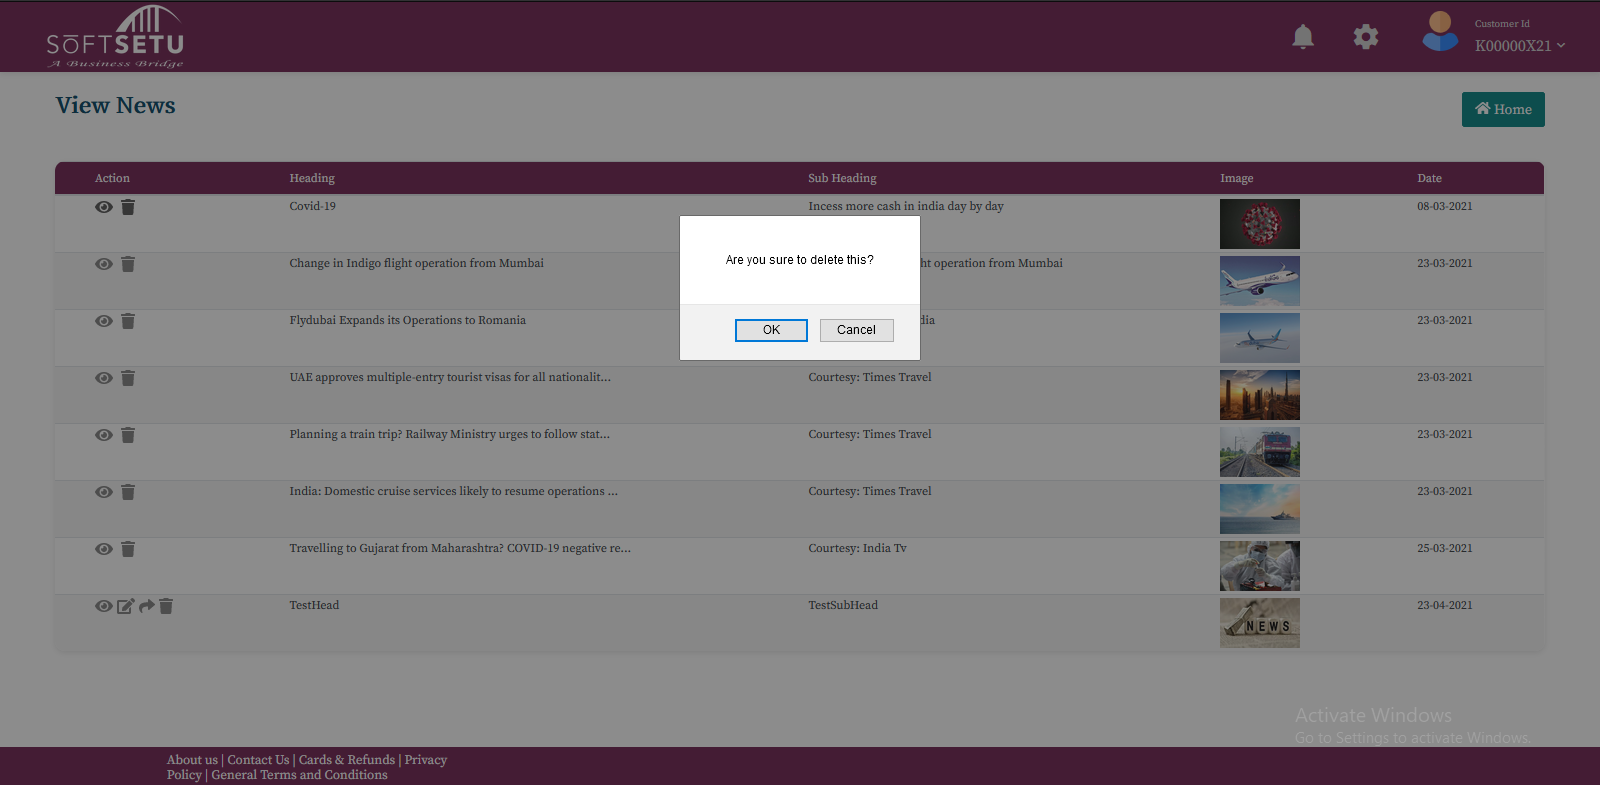 SOFTSETU
A Business Bridge
Customer Id
K00000X21
View News
Home
Action Heading Sub Heading Image Date
Covid-19 Incess more cash in india day by day 08-03-2021
Change in Indigo flight operation from Mumbai ht operation from Mumbai 23-03-2021
Flydubai Expands its Operations to Romania dia 23-03-2021
UAE approves multiple-entry tourist visas for all nationalit... Courtesy: Times Travel 23-03-2021
Planning a train trip? Railway Ministry urges to follow stat... Courtesy: Times Travel 23-03-2021
India: Domestic cruise services likely to resume operations ... Courtesy: Times Travel 23-03-2021
Travelling to Gujarat from Maharashtra? COVID-19 negative re... Courtesy: India Tv 25-03-2021
TestHead TestSubHead 23-04-2021
NEWS
Are you sure to delete this?
OK Cancel
Activate Windows
Go to Settings to activate Windows.
About us | Contact Us | Cards & Refunds | Privacy
Policy | General Terms and Conditions